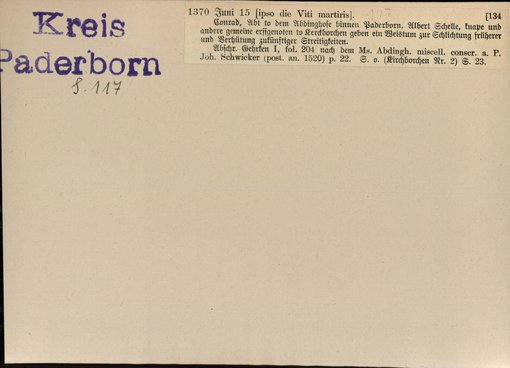 Kreis
Paderborn
S. 117
1370 Juni 15 [ipso die Viti martiris]. [134
Conrad, Abt to dem Abdinghofe binnen Paderborn, Albert Schelle, knape und
andere gemeine erffgenoten to Kerckborchen geben ein Weistum zur Schlichtung früherer
und Verhütung zukünftiger Streitigkeiten.
Abschr. Gehrken I, fol. 204 nach dem Ms. Abdingh. miscell. conscr. a. P.
Joh. Schwicker (post. an. 1520) p. 22. S. o. (Kirchborchen Nr. 2) S. 23.